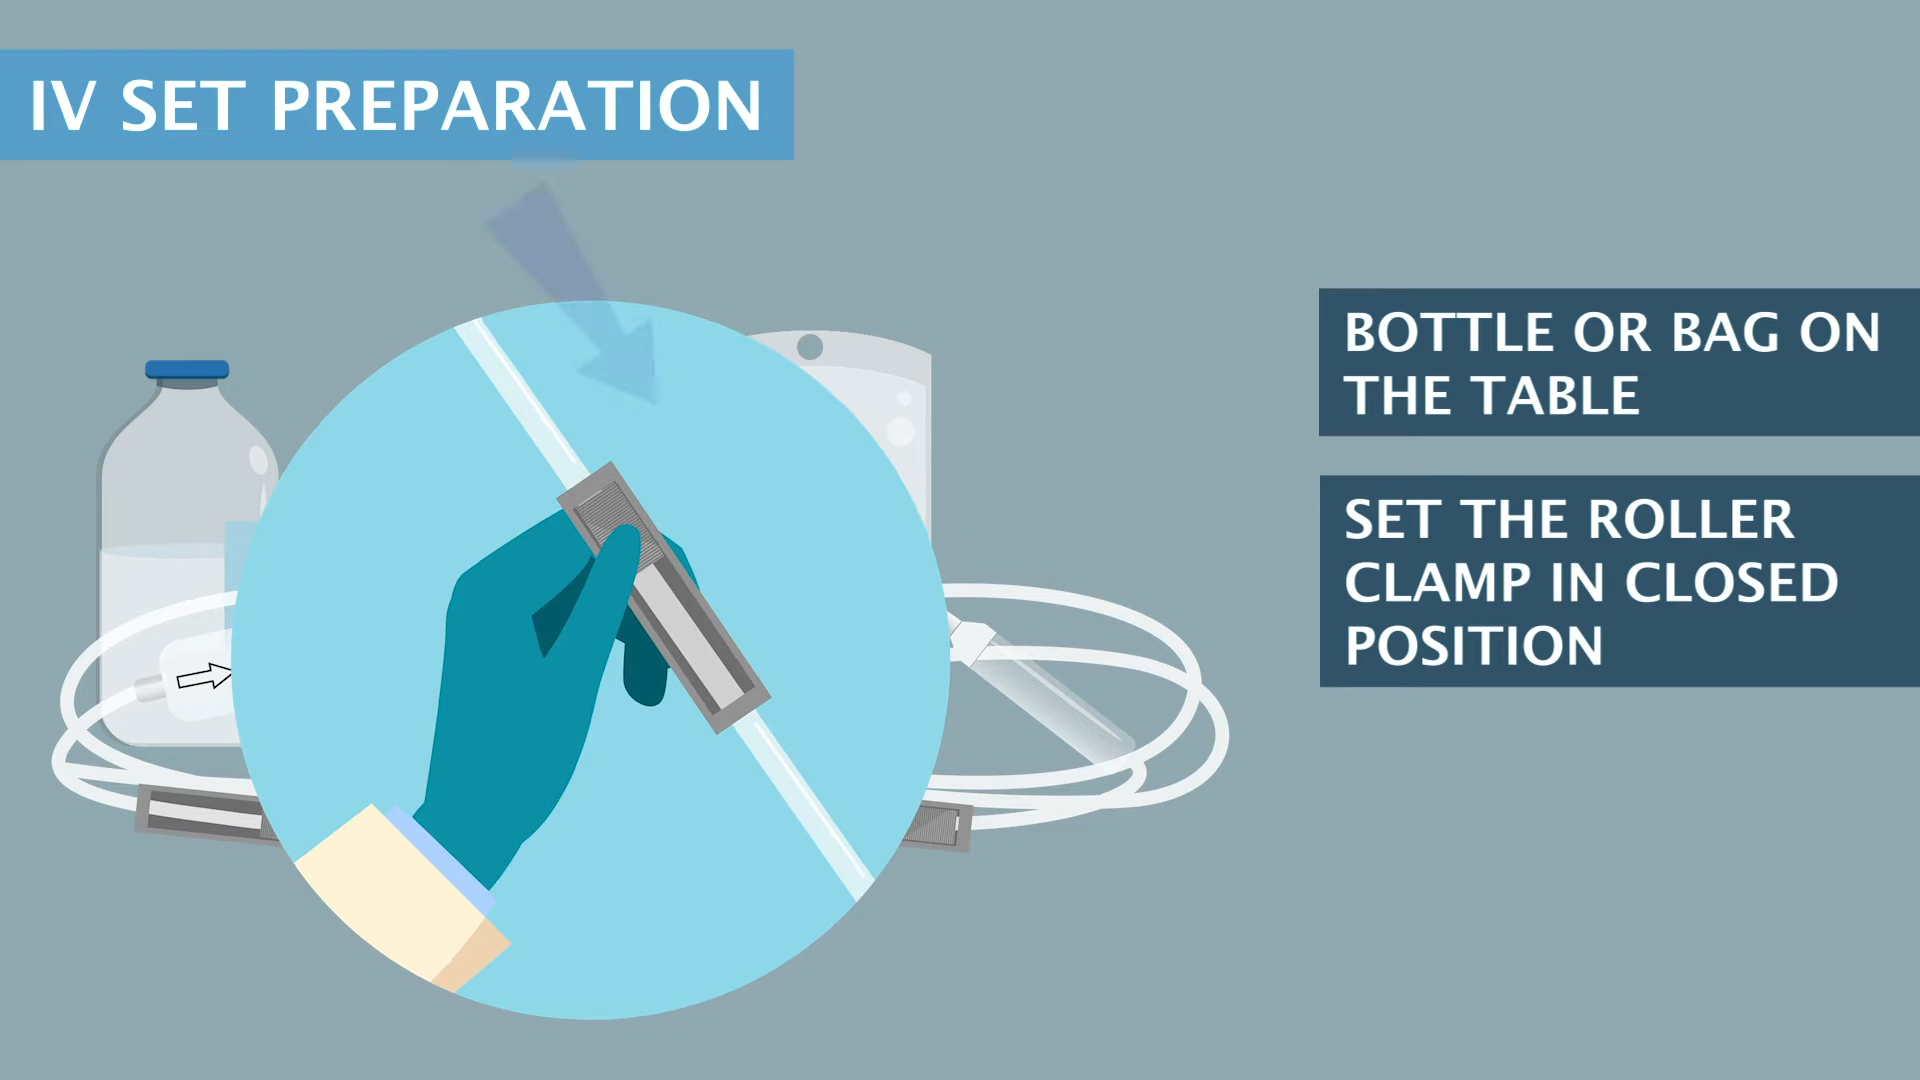 IV SET PREPARATION
BOTTLE OR BAG ON
THE TABLE
SET THE ROLLER
CLAMP IN CLOSED
POSITION